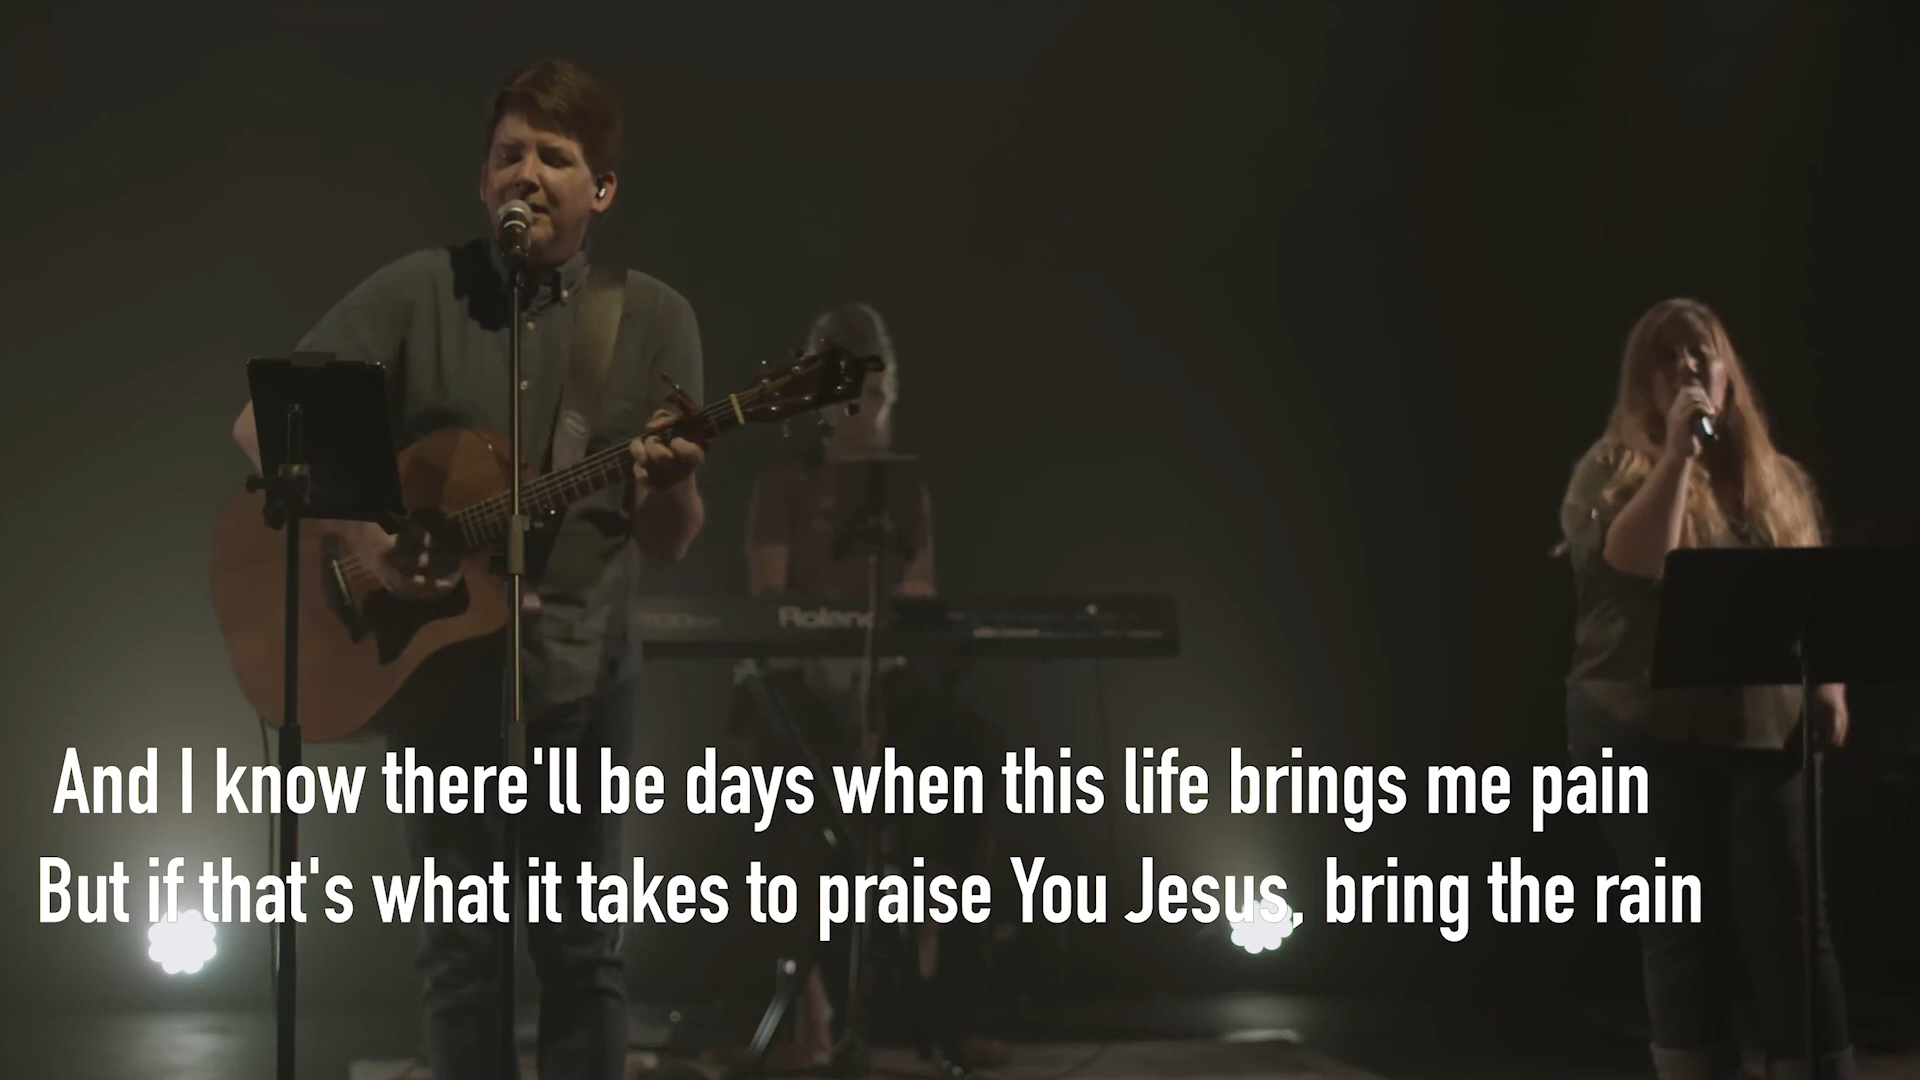 Roland
And I know there'll be days when this life brings me pain
But if that's what it takes to praise You Jesus, bring the rain